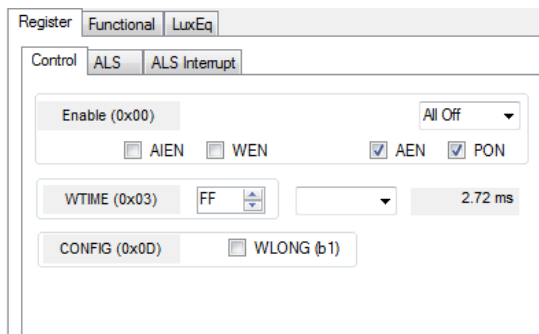 Register Functional LuxEq
Control ALS ALS Interrupt
Enable (0x00) All Off
AIEN WEN AEN PON
WTIME (0x03) FF 2.72 ms
CONFIG (0x0D) WLONG (b1)